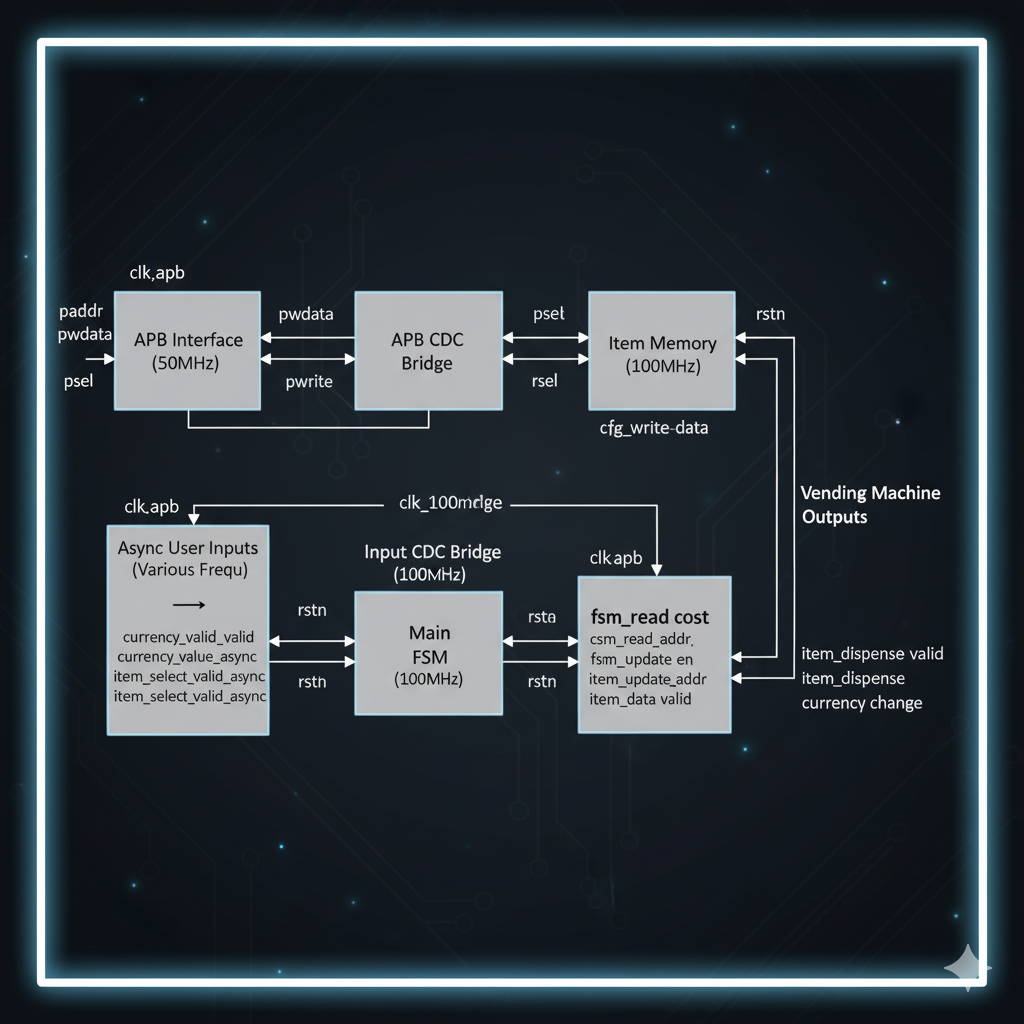 clk,apb
paddr
pwdata
psel
APB Interface
(50MHz)
pwdata
pwrite
APB CDC
Bridge
pset
rsel
Item Memory
(100MHz)
rstn
cfg_write-data
Vending Machine
Outputs
clk.apb
clk_100mdge
Async User Inputs
(Various Frequ)
currency_valid_valid
currency_value_async
item_select_valid_async
item_select_valid_async
rstn
rstn
Input CDC Bridge
(100MHz)
Main
FSM
(100MHz)
rsta
rstn
clk apb
fsm_read cost
csm_read_addr.
fsm_update en
item_update_addr
item_data valid
item_dispense valid
item_dispense
currency change